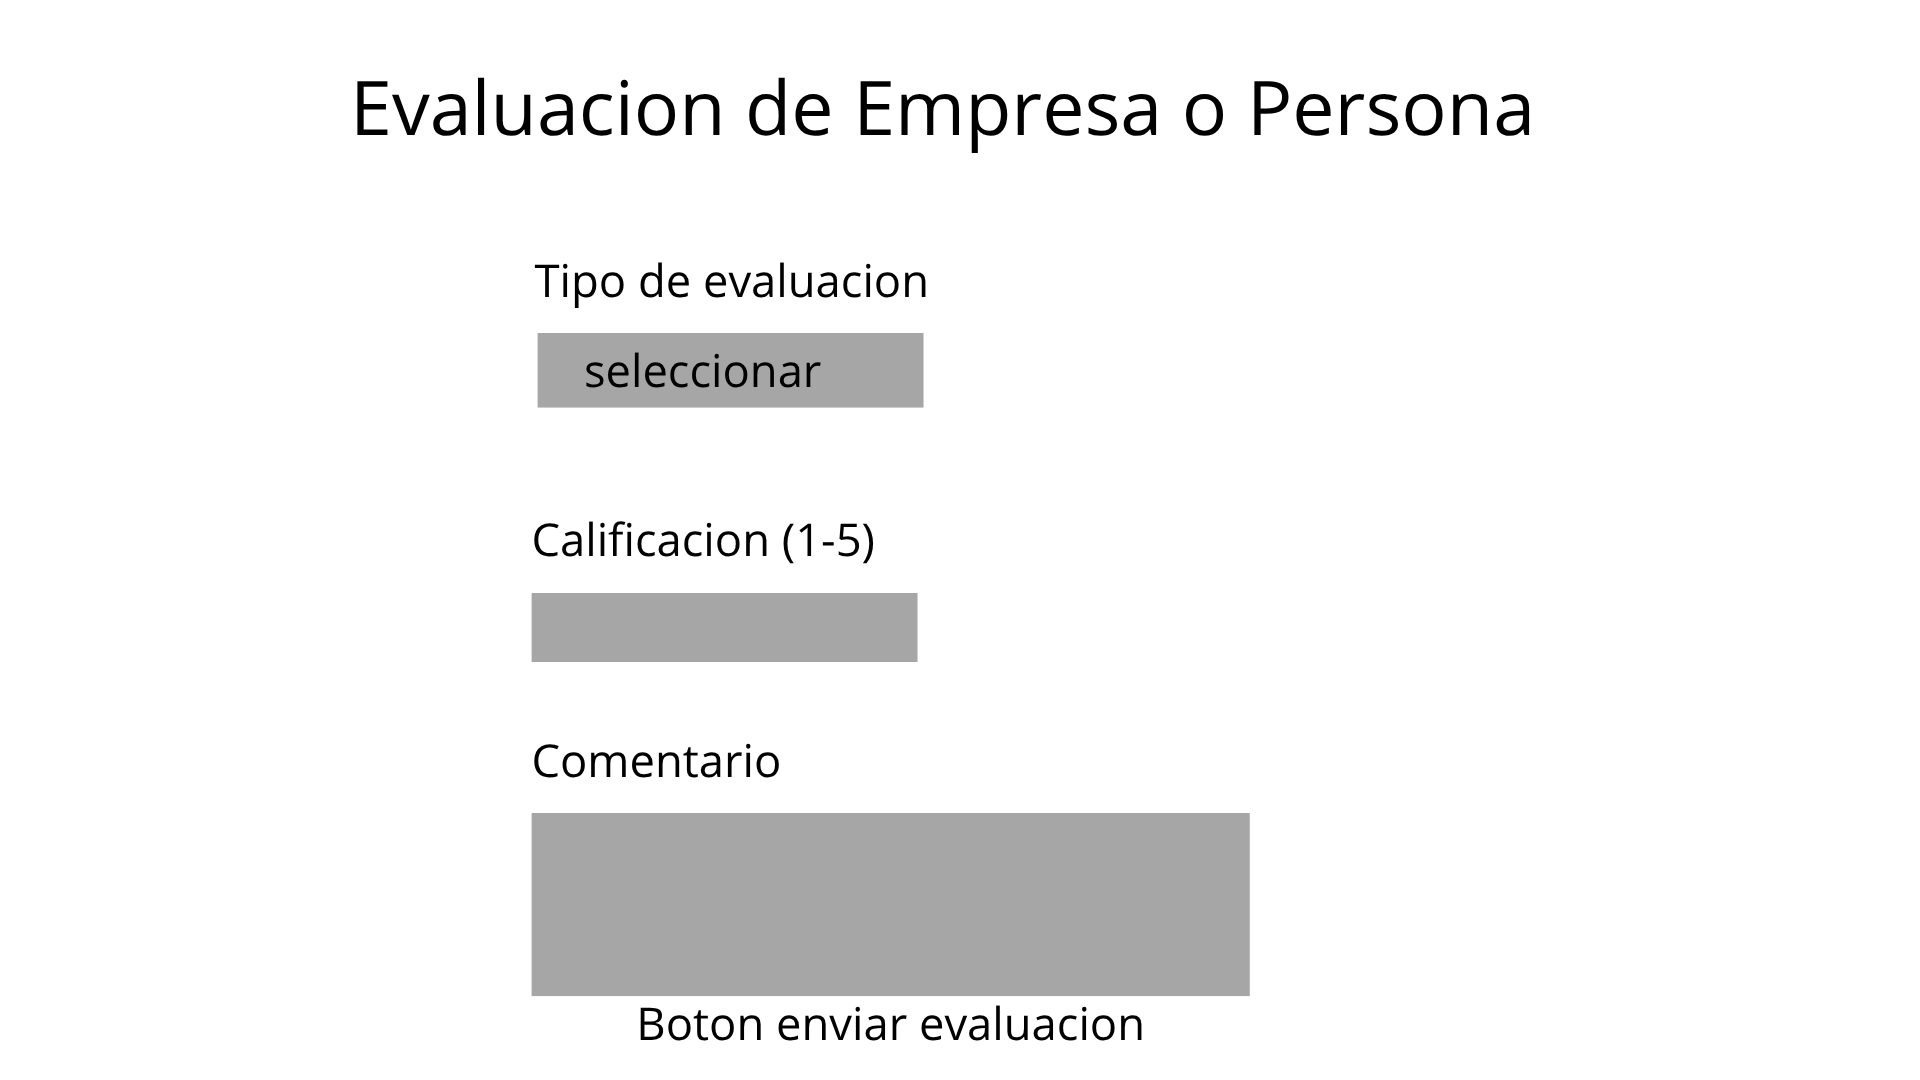 Evaluacion de Empresa o Persona
Tipo de evaluacion
seleccionar
Calificacion (1-5)
Comentario
Boton enviar evaluacion